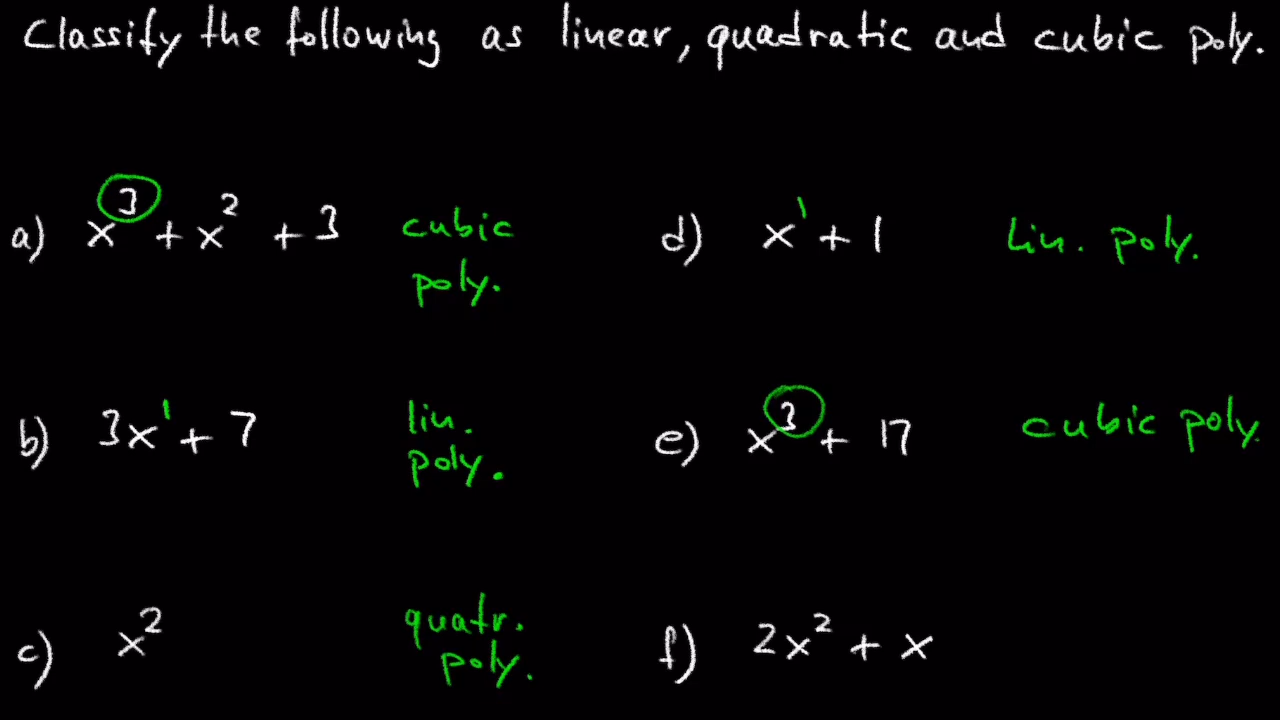 Classify the following as linear, quadratic and cubic poly.
a) x³ + x² + 3 cubic poly.
b) 3x¹ + 7 lin. poly.
c) x² quatr. poly.
d) x¹ + 1 Lin. poly.
e) x³ + 17 cubic poly.
f) 2x² + x